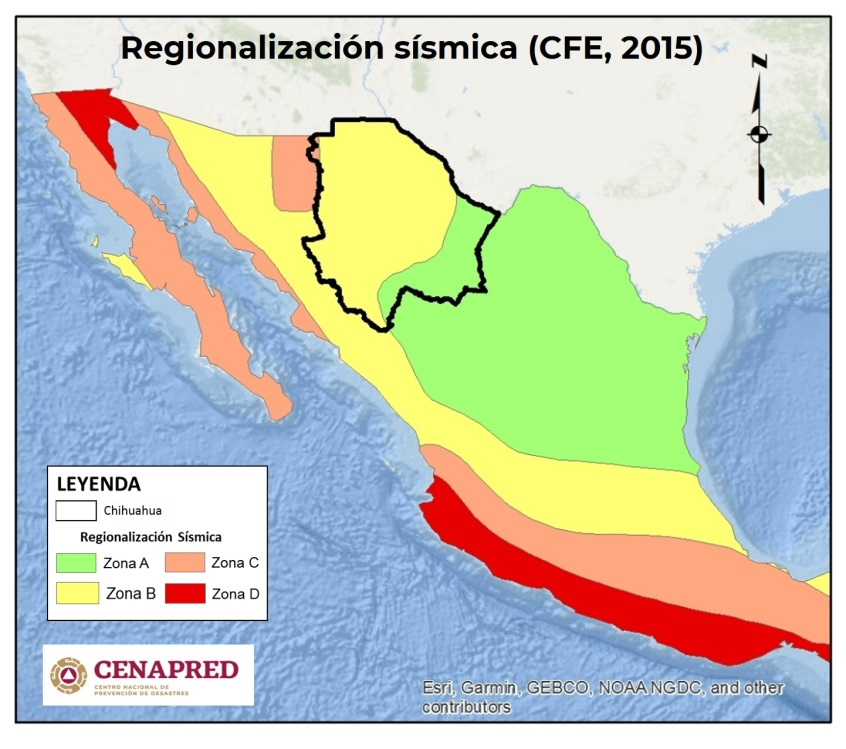 Regionalización sísmica (CFE, 2015)
Z
LEYENDA
Chihuahua
Regionalización Sísmica
Zona A
Zona C
Zona B
Zona D
CENAPRED
CENTRO NACIONAL DE
PREVENCIÓN DE DESASTRES
Esri, Garmin, GEBCO, NOAA NGDC, and other
contributors